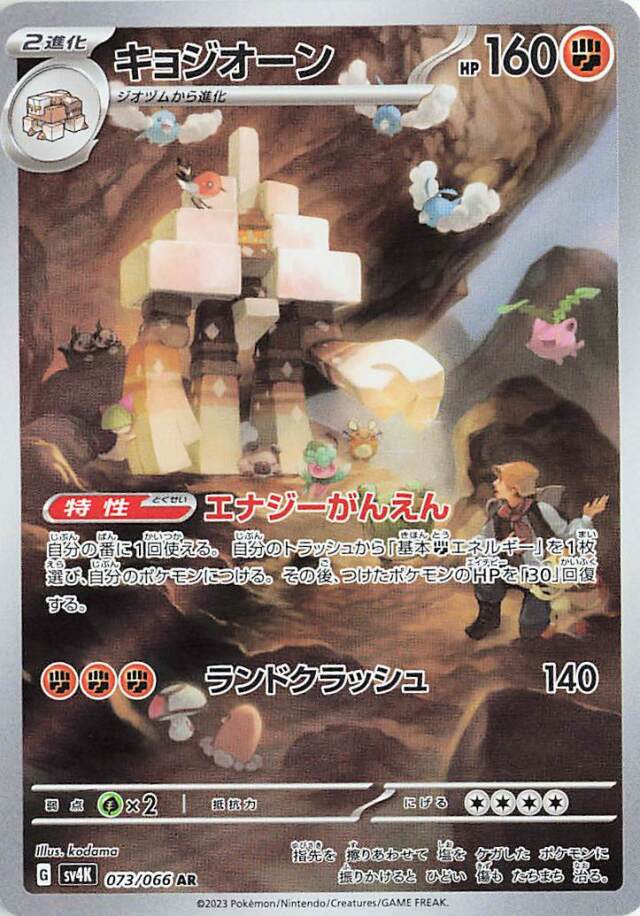 2進化
キョジオーン
HP160
ジオヅムから進化
特性
とくせい
エナジーがんえん
自分の番に1回使える。自分のトラッシュから「基本エネルギー」を1枚
選び、自分のポケモンにつける。その後、つけたポケモンのHPを「30」回復
する。
ランドクラッシュ 140
弱点 ×2 抵抗力 にげる
Illus. kodama
G sv4K 073/066 AR
指先を 擦りあわせて 塩を ケガした ポケモンに
振りかけると ひどい 傷も たちまち 治る。
©2023 Pokémon/Nintendo/Creatures/GAME FREAK.